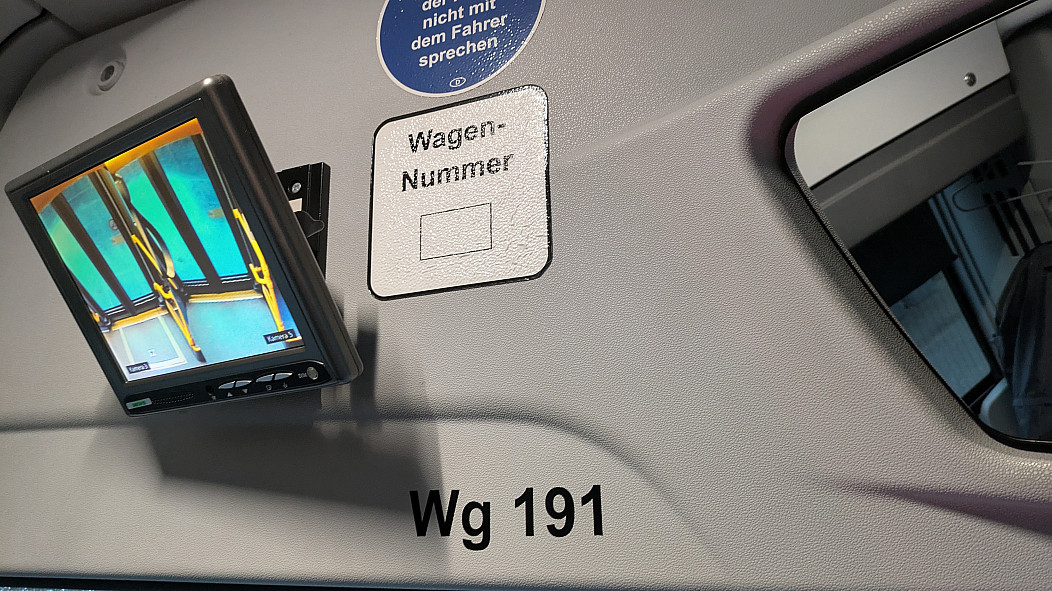 nicht mit
dem Fahrer
sprechen
D
Wagen-
Nummer
Kamera 5
Wg 191